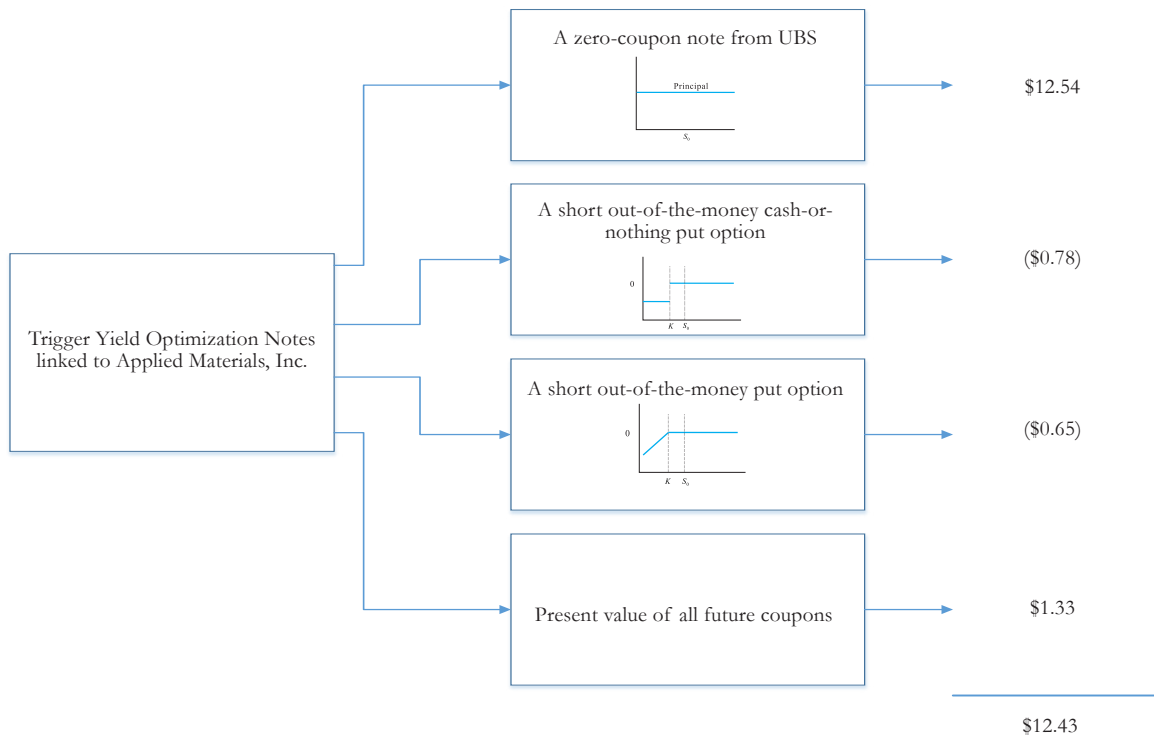 A zero-coupon note from UBS
Principal
S₀
$12.54
A short out-of-the-money cash-or-
nothing put option
0
K S₀
($0.78)
Trigger Yield Optimization Notes
linked to Applied Materials, Inc.
A short out-of-the-money put option
0
K S₀
($0.65)
Present value of all future coupons
$1.33
$12.43